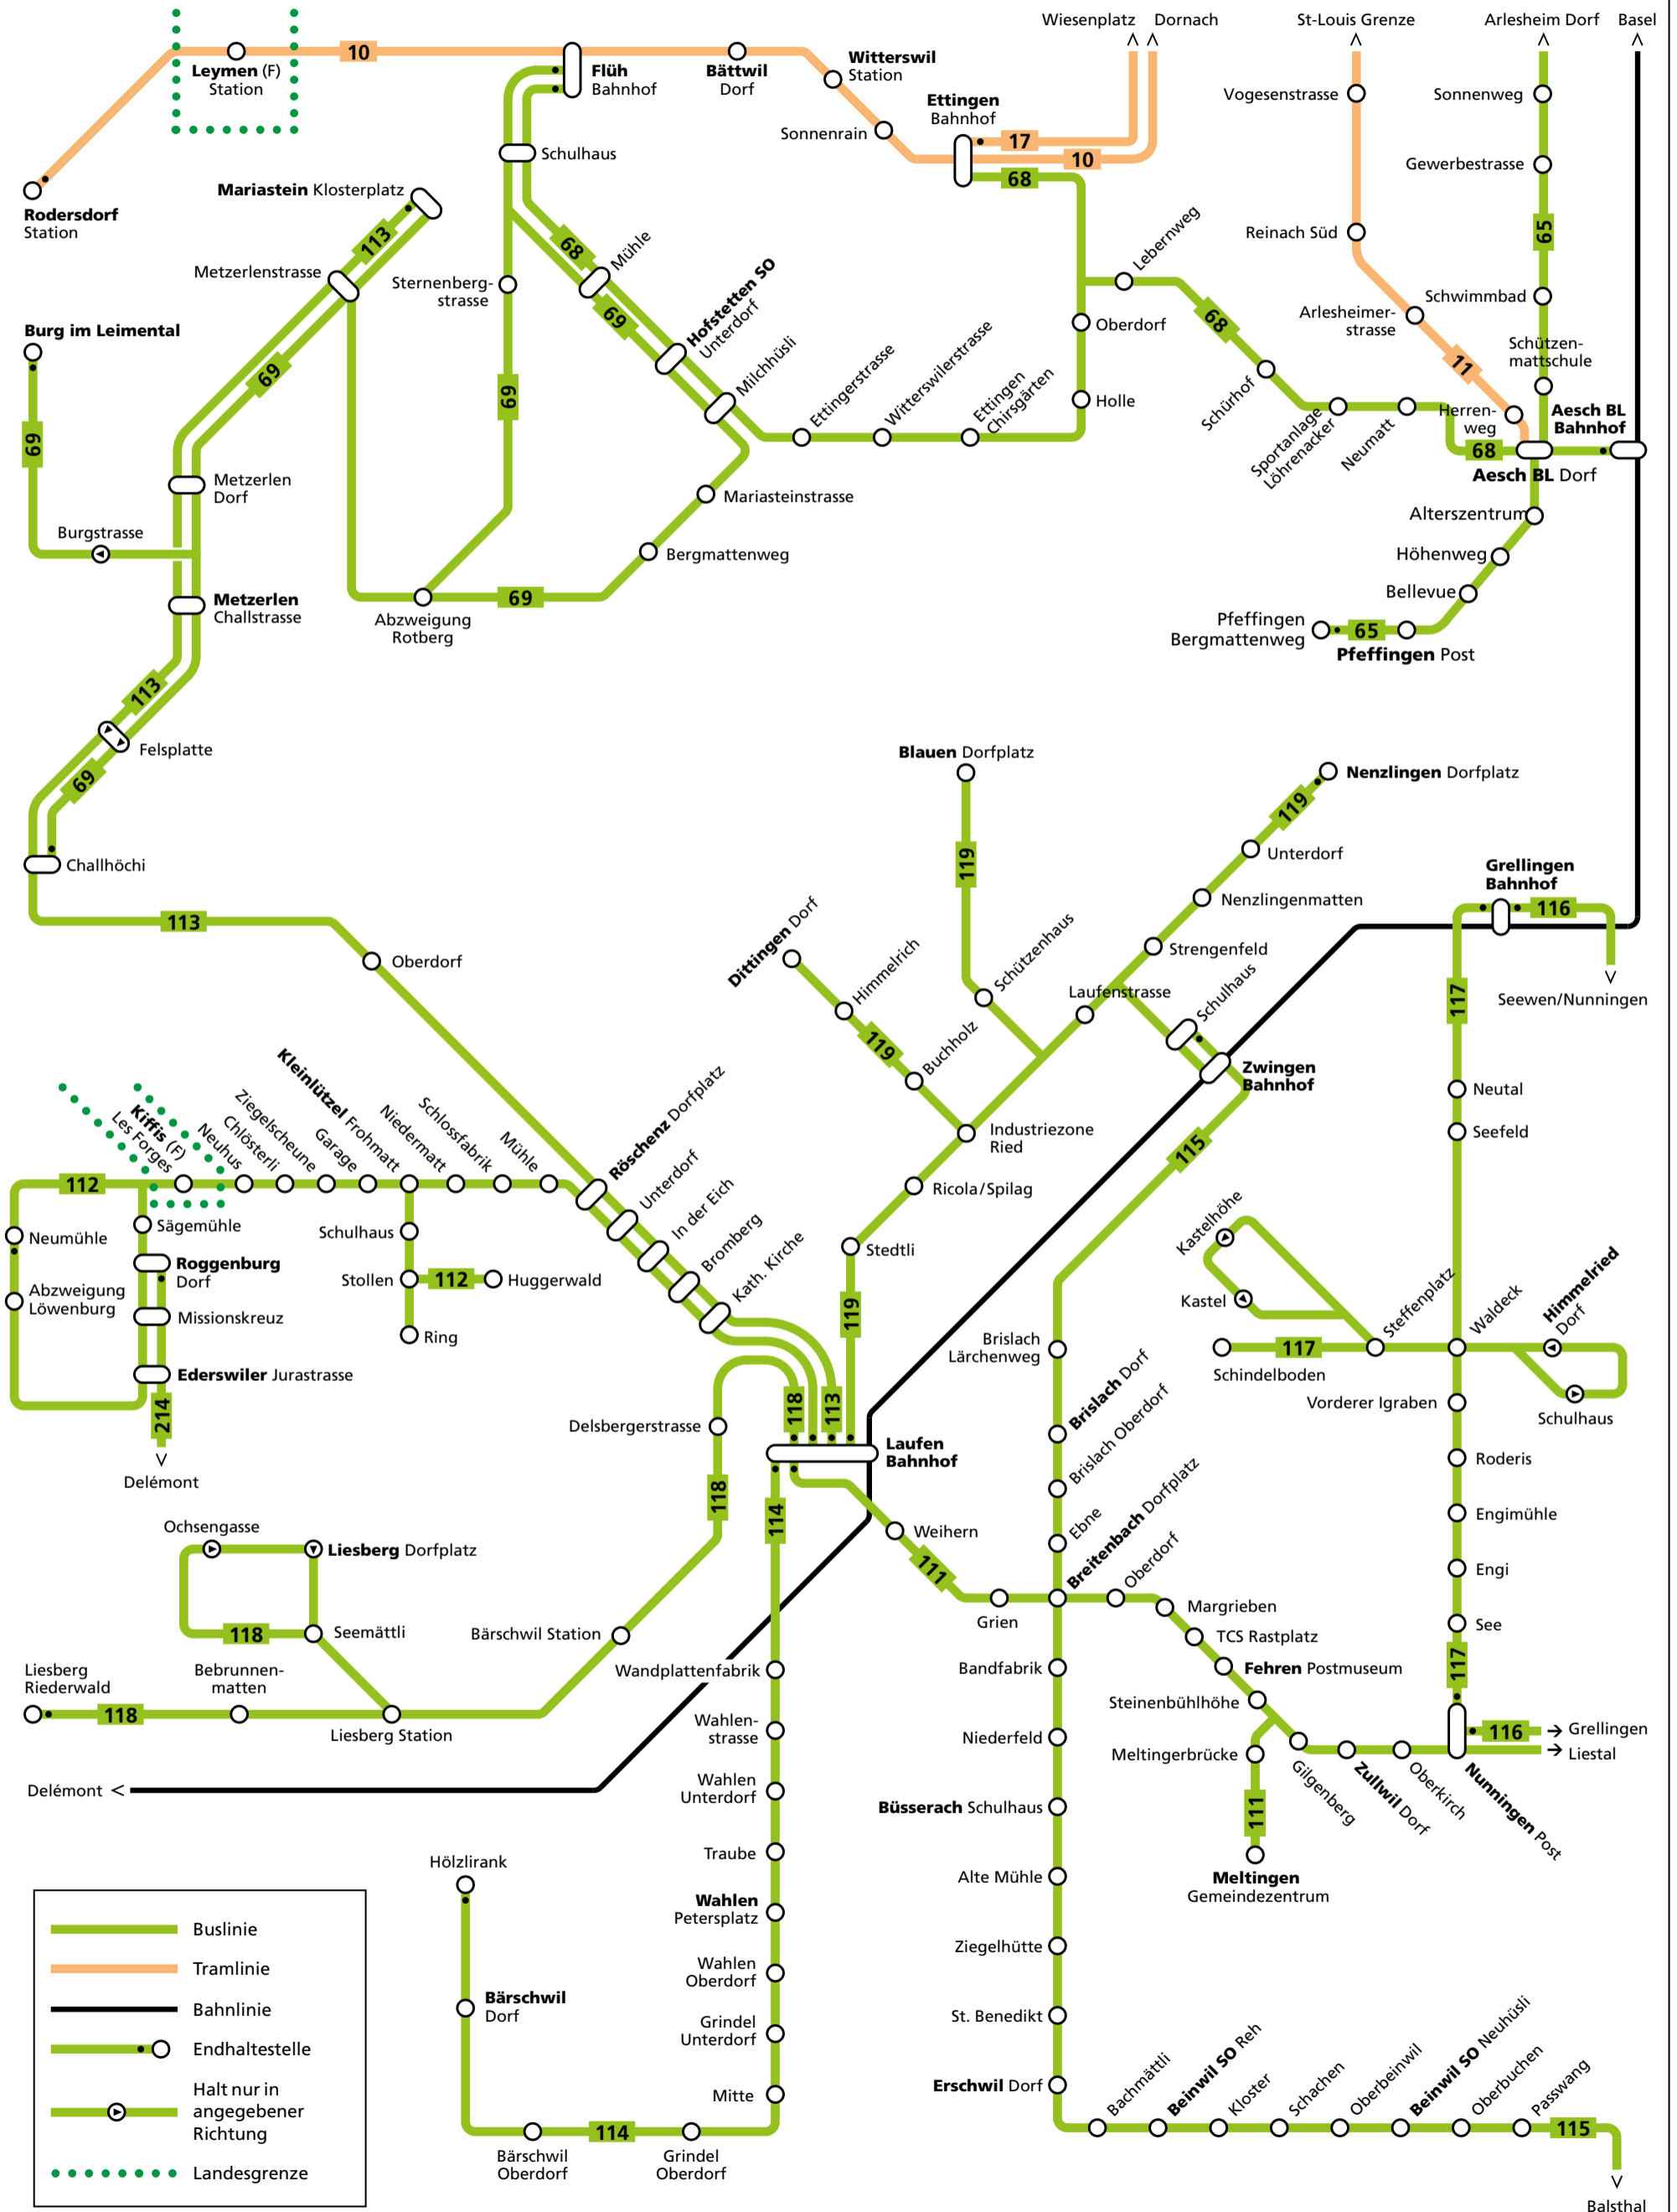 Wiesenplatz
Dornach
St-Louis Grenze
Arlesheim Dorf
Basel
10
Leymen (F)
Station
Flüh
Bahnhof
Bättwil
Dorf
Witterswil
Station
Sonnenrain
Ettingen
Bahnhof
17
10
68
Vogesenstrasse
Sonnenweg
Gewerbestrasse
65
Reinach Süd
Schwimmbad
Arlesheimer-
strasse
Schützen-
mattschule
11
Herren-
weg
Aesch BL
Bahnhof
68
Aesch BL Dorf
Alterszentrum
Höhenweg
Bellevue
Pfeffingen
Bergmattenweg
65
Pfeffingen Post
Rodersdorf
Station
Schulhaus
Mariastein Klosterplatz
113
Metzerlenstrasse
68
Mühle
Sternenberg-
strasse
69
Hofstetten SO
Unterdorf
Milchhüsli
Ettingerstrasse
Witterswilerstrasse
Ettingen
Chirsgärten
Lebernweg
Oberdorf
Holle
68
Schürhof
Sportanlage
Löhrenacker
Neumatt
Burg im Leimental
69
69
69
Metzerlen
Dorf
Burgstrasse
Mariasteinstrasse
Bergmattenweg
69
Abzweigung
Rotberg
Metzerlen
Challstrasse
113
Felsplatte
69
Challhöchi
113
Oberdorf
Blauen Dorfplatz
119
Nenzlingen Dorfplatz
119
Unterdorf
Nenzlingenmatten
Strengenfeld
Laufenstrasse
Schulhaus
Zwingen
Bahnhof
Dittingen Dorf
Himmelrich
119
Buchholz
Schützenhaus
Industriezone
Ried
Ricola/Spilag
Stedtli
119
115
Grellingen
Bahnhof
116
Seewen/Nunningen
117
Neutal
Seefeld
Kiffis (F)
Les Forges
Neuhus
Chlösterli
Ziegelscheune
Garage
Kleinlützel Frohmatt
Niedermatt
Schlossfabrik
Mühle
Röschenz Dorfplatz
Unterdorf
In der Eich
Bromberg
Kath. Kirche
112
Neumühle
Sägemühle
Roggenburg
Dorf
Abzweigung
Löwenburg
Missionskreuz
Ederswiler Jurastrasse
214
Delémont
Schulhaus
Stollen
112
Huggerwald
Ring
118
113
Delsbergerstrasse
Laufen
Bahnhof
118
114
Weihern
111
Grien
Brislach
Lärchenweg
Brislach Dorf
Brislach Oberdorf
Ebne
Breitenbach Dorfplatz
Oberdorf
Margrieben
TCS Rastplatz
Fehren Postmuseum
Steinenbühlhöhe
Meltingerbrücke
111
Meltingen
Gemeindezentrum
Gilgenberg
Zullwil Dorf
Oberkirch
Nunningen Post
Kastelhöhe
Kastel
Steffenplatz
117
Schindelboden
Waldeck
Himmelried
Dorf
Schulhaus
Vorderer Igraben
Roderis
Engimühle
Engi
See
117
116
Grellingen
Liestal
Ochsengasse
Liesberg Dorfplatz
118
Seemättli
Liesberg
Riederwald
118
Bebrunnen-
matten
Liesberg Station
Bärschwil Station
Delémont
Wandplattenfabrik
Wahlen-
strasse
Wahlen
Unterdorf
Traube
Wahlen
Petersplatz
Wahlen
Oberdorf
Grindel
Unterdorf
Mitte
Grindel
Oberdorf
114
Bärschwil
Oberdorf
Bärschwil
Dorf
Hölzlirank
Bandfabrik
Niederfeld
Büsserach Schulhaus
Alte Mühle
Ziegelhütte
St. Benedikt
Erschwil Dorf
Bachmättli
Beinwil SO Reh
Kloster
Schachen
Oberbeinwil
Beinwil SO Neuhüsli
Oberbuchen
Passwang
115
Balsthal
Buslinie
Tramlinie
Bahnlinie
Endhaltestelle
Halt nur in
angegebener
Richtung
Landesgrenze